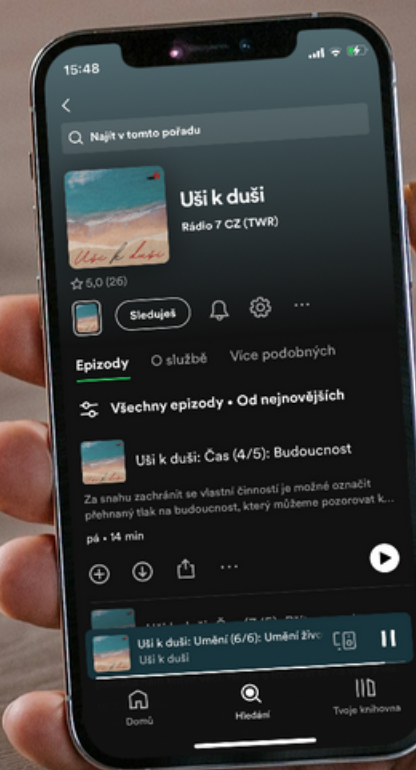 15:48
Najít v tomto pořadu
Uši k duši
Uši k duši
Rádio 7 CZ (TWR)
5,0 (26)
Sleduješ
Epizody
O službě
Více podobných
Všechny epizody • Od nejnovějších
Uši k duši: Čas (4/5): Budoucnost
Za snahu zachránit se vlastní činností je možné označit
přehnaný tlak na budoucnost, který můžeme pozorovat k...
pá • 14 min
Uši k duši: Umění (6/6): Umění živo
Uši k duši
Domů
Hledání
Tvoje knihovna